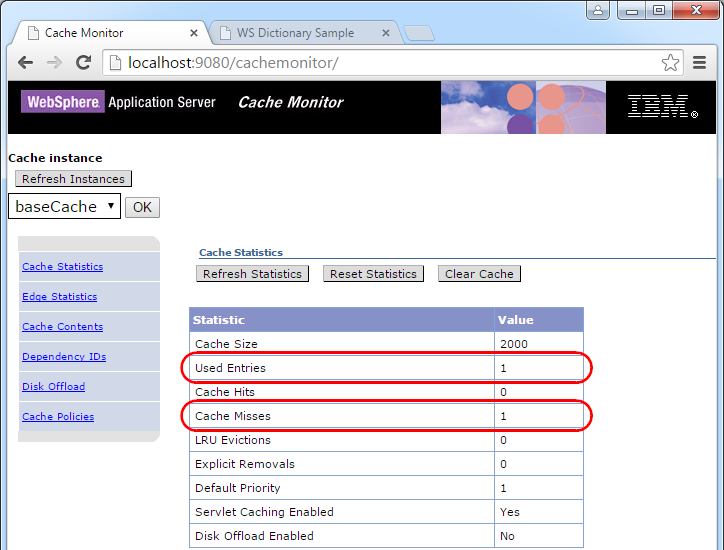 Cache Monitor
WS Dictionary Sample
localhost:9080/cachemonitor/
WebSphere Application Server Cache Monitor
IBM®
Cache instance
Refresh Instances
baseCache OK
Cache Statistics
Edge Statistics
Cache Contents
Dependency IDs
Disk Offload
Cache Policies
Cache Statistics
Refresh Statistics Reset Statistics Clear Cache
Statistic Value
Cache Size 2000
Used Entries 1
Cache Hits 0
Cache Misses 1
LRU Evictions 0
Explicit Removals 0
Default Priority 1
Servlet Caching Enabled Yes
Disk Offload Enabled No